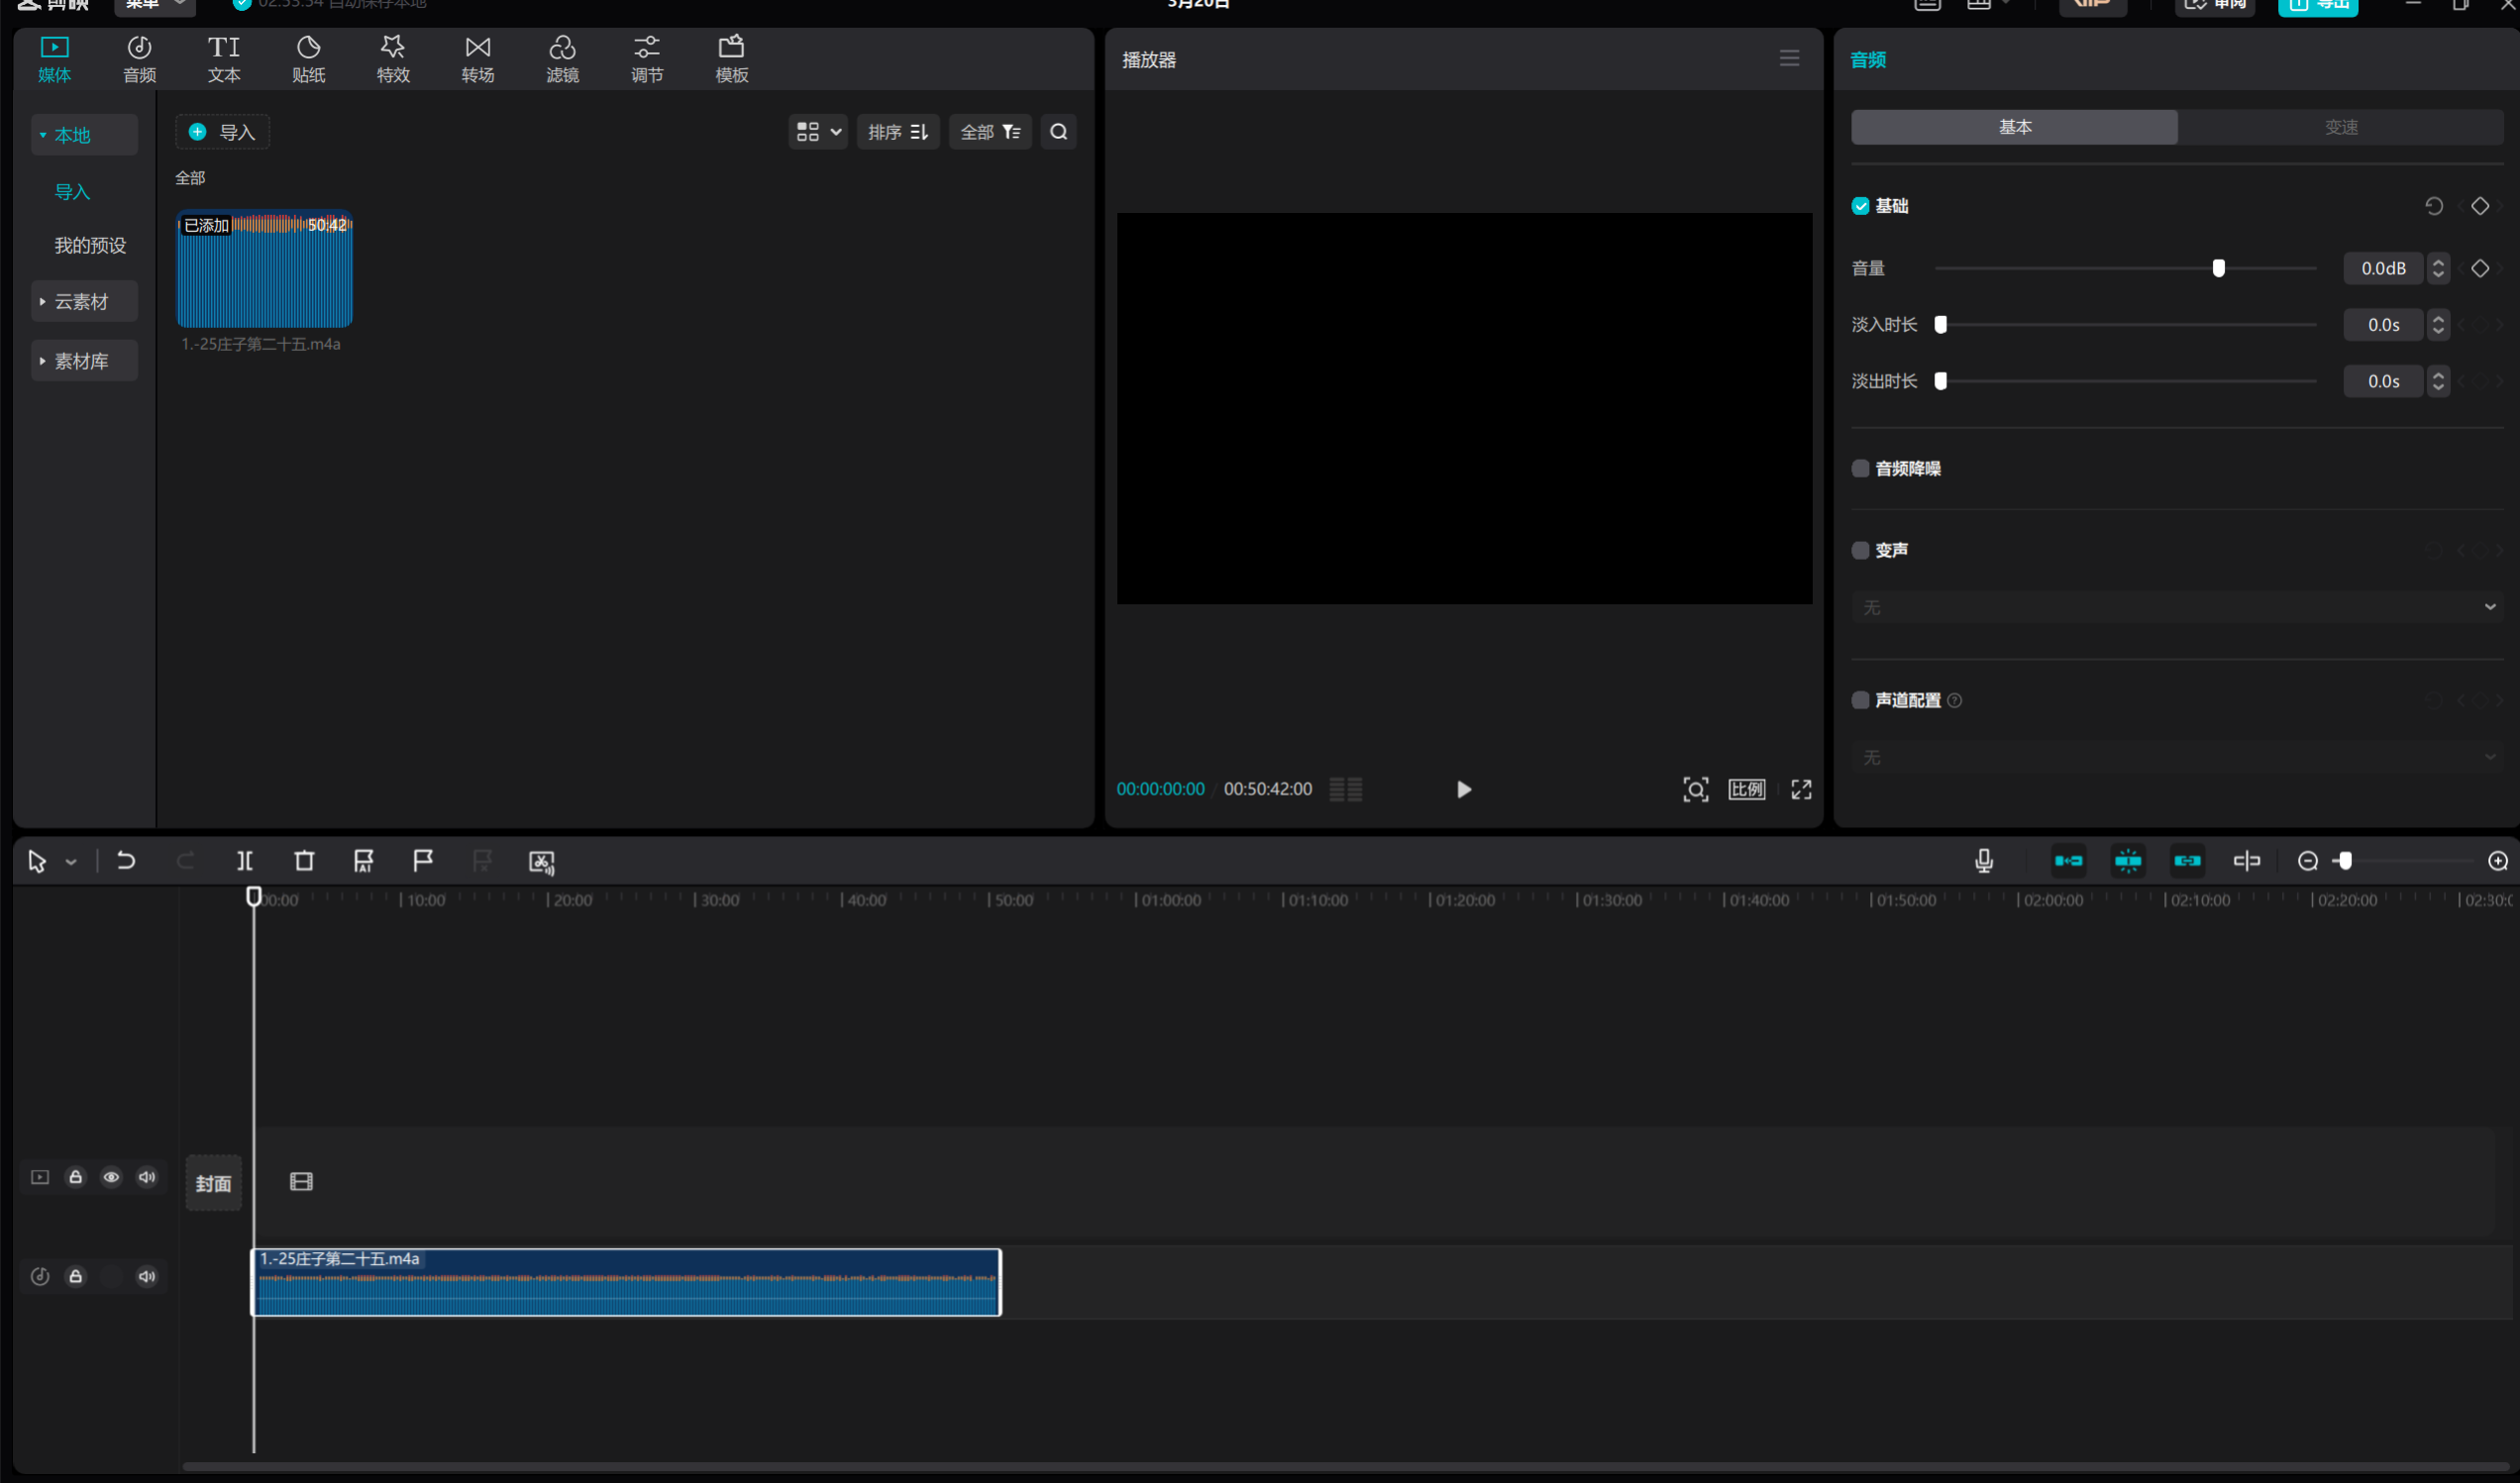 剪映
菜单
02:53:54 自动保存本地
3月20日
VIP
审阅
导出
媒体
音频
文本
贴纸
特效
转场
滤镜
调节
模板
本地
导入
我的预设
云素材
素材库
导入
排序
全部
全部
已添加
50:42
1.-25庄子第二十五.m4a
播放器
00:00:00:00 / 00:50:42:00
比例
音频
基本
变速
基础
音量
0.0dB
淡入时长
0.0s
淡出时长
0.0s
音频降噪
变声
无
声道配置
无
00:00
10:00
20:00
30:00
40:00
50:00
01:00:00
01:10:00
01:20:00
01:30:00
01:40:00
01:50:00
02:00:00
02:10:00
02:20:00
封面
1.-25庄子第二十五.m4a